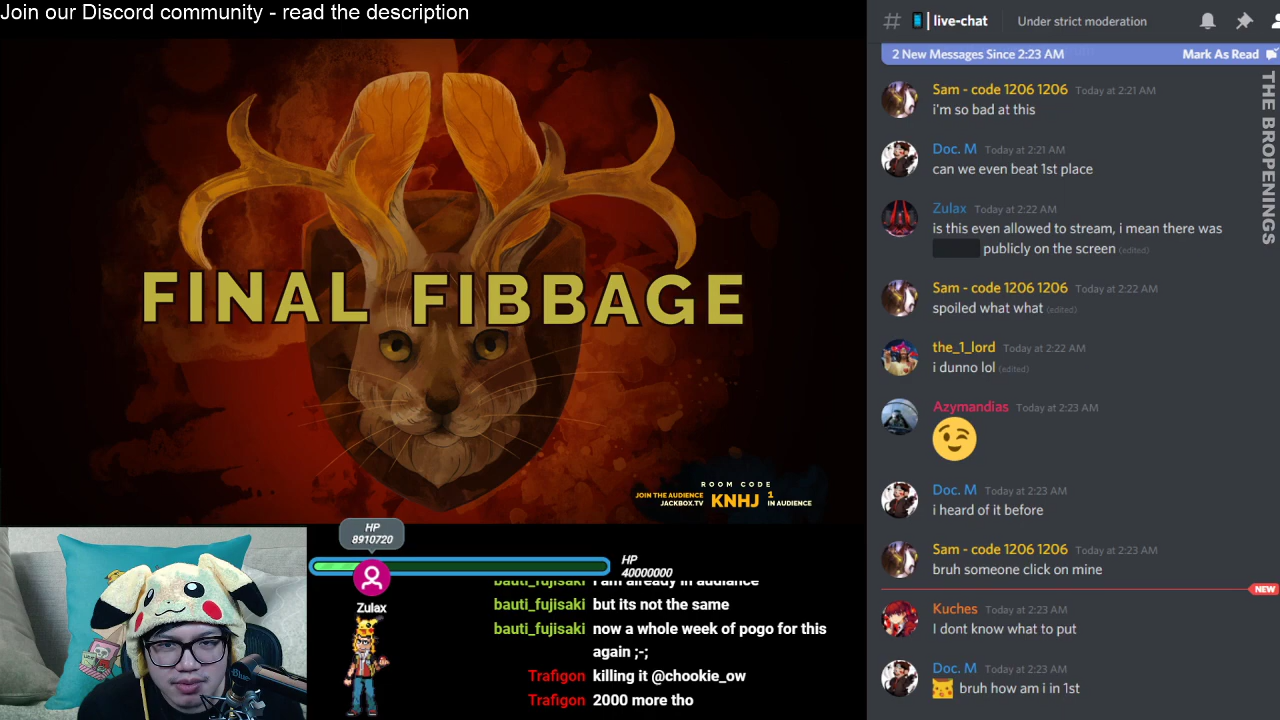 Join our Discord community - read the description
FINAL FIBBAGE
ROOM CODE
JOIN THE AUDIENCE
JACKBOX.TV
KNHJ
1
IN AUDIENCE
HP
8910720
HP
40000000
Zulax
bauti_fujisaki i am already in audiance
bauti_fujisaki but its not the same
bauti_fujisaki now a whole week of pogo for this
again ;-;
Trafigon killing it @chookie_ow
Trafigon 2000 more tho
# | live-chat Under strict moderation
2 New Messages Since 2:23 AM Mark As Read
Sam - code 1206 1206 Today at 2:21 AM
i'm so bad at this
Doc. M Today at 2:21 AM
can we even beat 1st place
Zulax Today at 2:22 AM
is this even allowed to stream, i mean there was
publicly on the screen (edited)
Sam - code 1206 1206 Today at 2:22 AM
spoiled what what (edited)
the_1_lord Today at 2:22 AM
i dunno lol (edited)
Azymandias Today at 2:23 AM
Doc. M Today at 2:23 AM
i heard of it before
Sam - code 1206 1206 Today at 2:23 AM
bruh someone click on mine
NEW
Kuches Today at 2:23 AM
I dont know what to put
Doc. M Today at 2:23 AM
bruh how am i in 1st
THE BROPENINGS